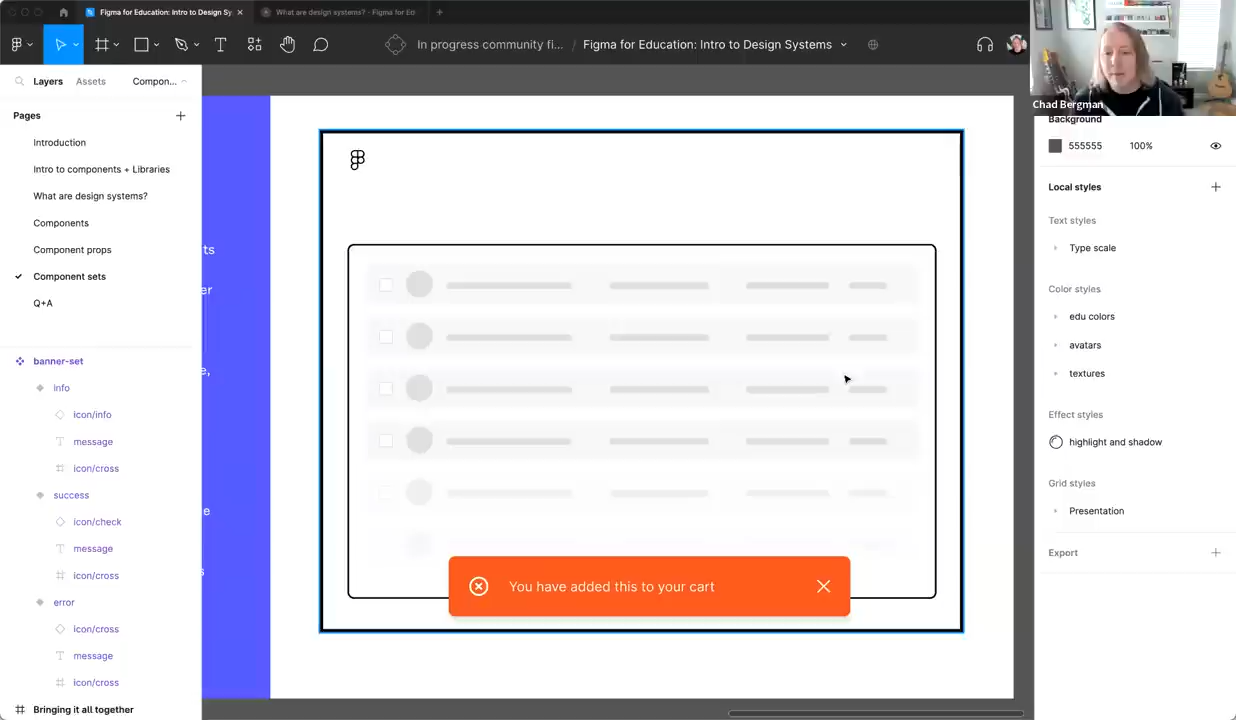 Figma for Education: Intro to Design Sy.
What are design systems? - Figma for Ed
In progress community fi...
/
Figma for Education: Intro to Design Systems
Chad Bergman
Layers
Assets
Compon...
Pages
Introduction
Intro to components + Libraries
What are design systems?
Components
Component props
Component sets
Q+A
banner-set
info
icon/info
message
icon/cross
success
icon/check
message
icon/cross
error
icon/cross
message
icon/cross
Bringing it all together
ts
er
e,
e
s
You have added this to your cart
Background
555555
100%
Local styles
Text styles
Type scale
Color styles
edu colors
avatars
textures
Effect styles
highlight and shadow
Grid styles
Presentation
Export